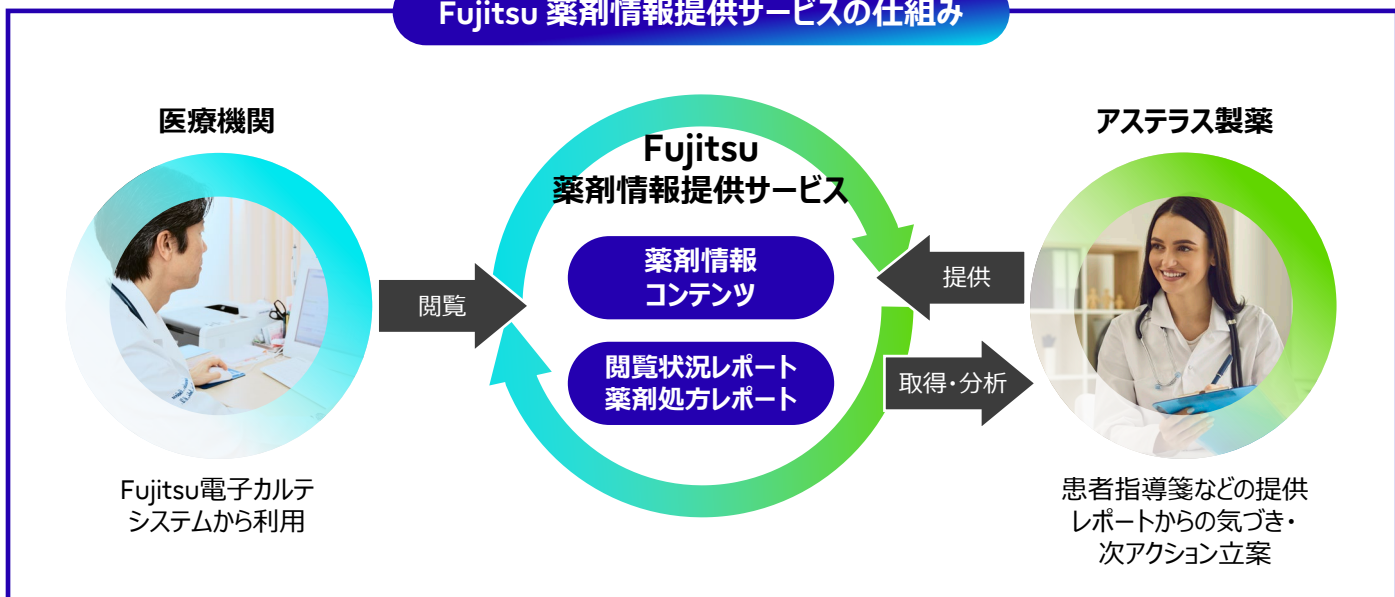 Fujitsu 薬剤情報提供サービスの仕組み
医療機関
Fujitsu
薬剤情報提供サービス
アステラス製薬
薬剤情報
コンテンツ
閲覧
提供
閲覧状況レポート
薬剤処方レポート
取得・分析
Fujitsu電子カルテ
システムから利用
患者指導箋などの提供
レポートからの気づき・
次アクション立案